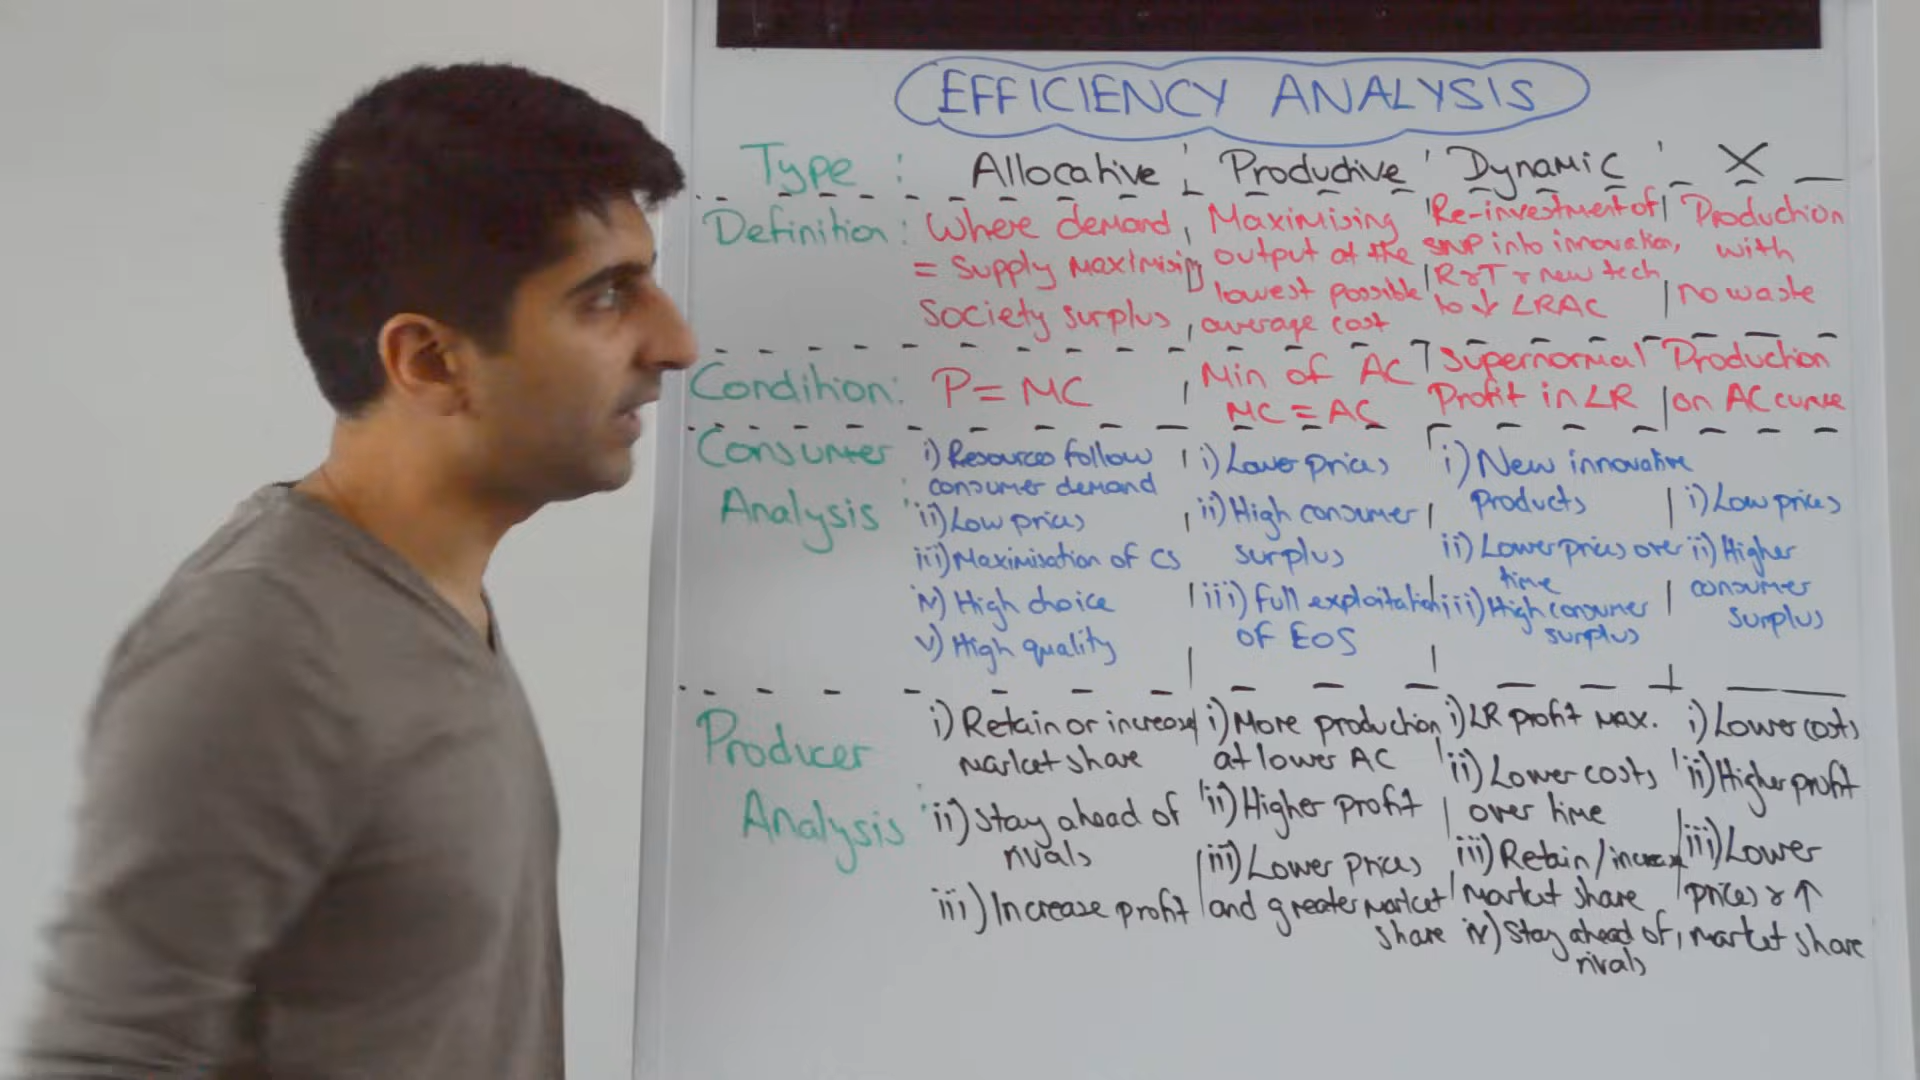 EFFICIENCY ANALYSIS
Type : Allocative Productive Dynamic X
Definition : Where demand
= supply maximising
society surplus
Maximising
output at the
lowest possible
average cost
Re-investment of
SNP into innovation,
R&T & new tech
to ↓ LRAC
Production
with
no waste
Condition: P = MC
Min of AC
MC = AC
Supernormal
Profit in LR
Production
on AC curve
Consumer
Analysis
i) Resources follow
consumer demand
ii) Low prices
iii) Maximisation of CS
iv) High choice
v) High quality
i) Lower prices
ii) High consumer
surplus
iii) Full exploitation
of EoS
i) New innovative
products
ii) Lower prices over
time
iii) High consumer
surplus
i) Low prices
ii) Higher
consumer
surplus
Producer
Analysis
i) Retain or increase
market share
ii) Stay ahead of
rivals
iii) Increase profit
i) More production
at lower AC
ii) Higher profit
iii) Lower prices
and greater market
share
i) LR profit max.
ii) Lower costs
over time
iii) Retain/increase
market share
iv) Stay ahead of
rivals
i) Lower costs
ii) Higher profit
iii) Lower
prices & ↑
market share